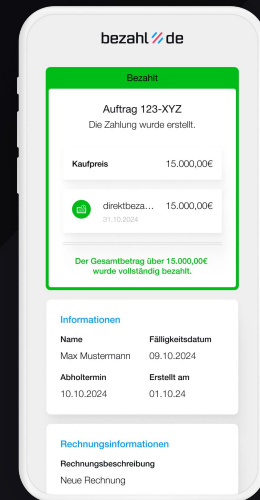 bezahl de
Bezahlt
Auftrag 123-XYZ
Die Zahlung wurde erstellt.
Kaufpreis 15.000,00€
direktbeza... 15.000,00€
31.10.2024
Der Gesamtbetrag über 15.000,00€
wurde vollständig bezahlt.
Informationen
Name Fälligkeitsdatum
Max Mustermann 09.10.2024
Abholtermin Erstellt am
10.10.2024 01.10.24
Rechnungsinformationen
Rechnungsbeschreibung
Neue Rechnung